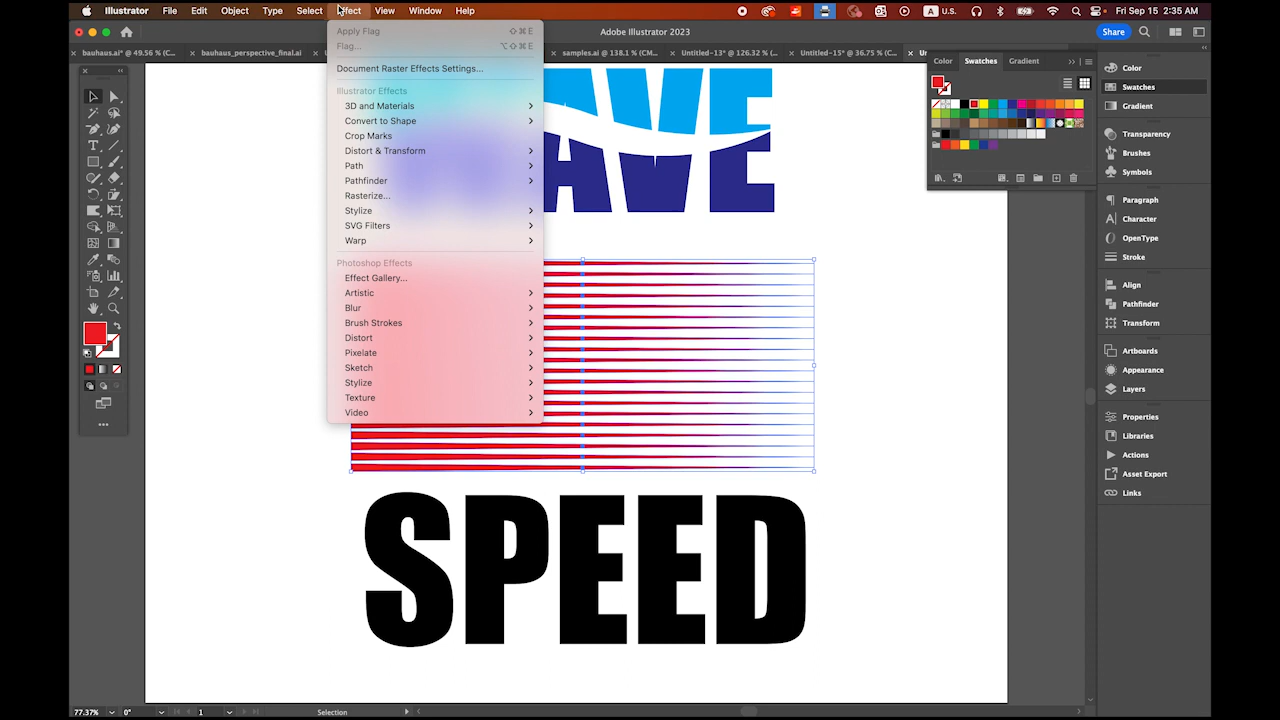 Illustrator File Edit Object Type Select Effect View Window Help U.S. Fri Sep 15 2:35 AM
Adobe Illustrator 2023
Share
bauhaus.ai* @ 49.56 % (C...
bauhaus_perspective_final.ai
samples.ai @ 138.1 % (CM...
Untitled-13* @ 126.32 % (...
Untitled-15* @ 36.75 % (C...
Un
Apply Flag ⇧⌘E
Flag... ⌥⇧⌘E
Document Raster Effects Settings...
Illustrator Effects
3D and Materials
Convert to Shape
Crop Marks
Distort & Transform
Path
Pathfinder
Rasterize...
Stylize
SVG Filters
Warp
Photoshop Effects
Effect Gallery...
Artistic
Blur
Brush Strokes
Distort
Pixelate
Sketch
Stylize
Texture
Video
AVE
SPEED
Color Swatches Gradient
Color
Swatches
Gradient
Transparency
Brushes
Symbols
Paragraph
Character
OpenType
Stroke
Align
Pathfinder
Transform
Artboards
Appearance
Layers
Properties
Libraries
Actions
Asset Export
Links
77.37% 0° 1 Selection